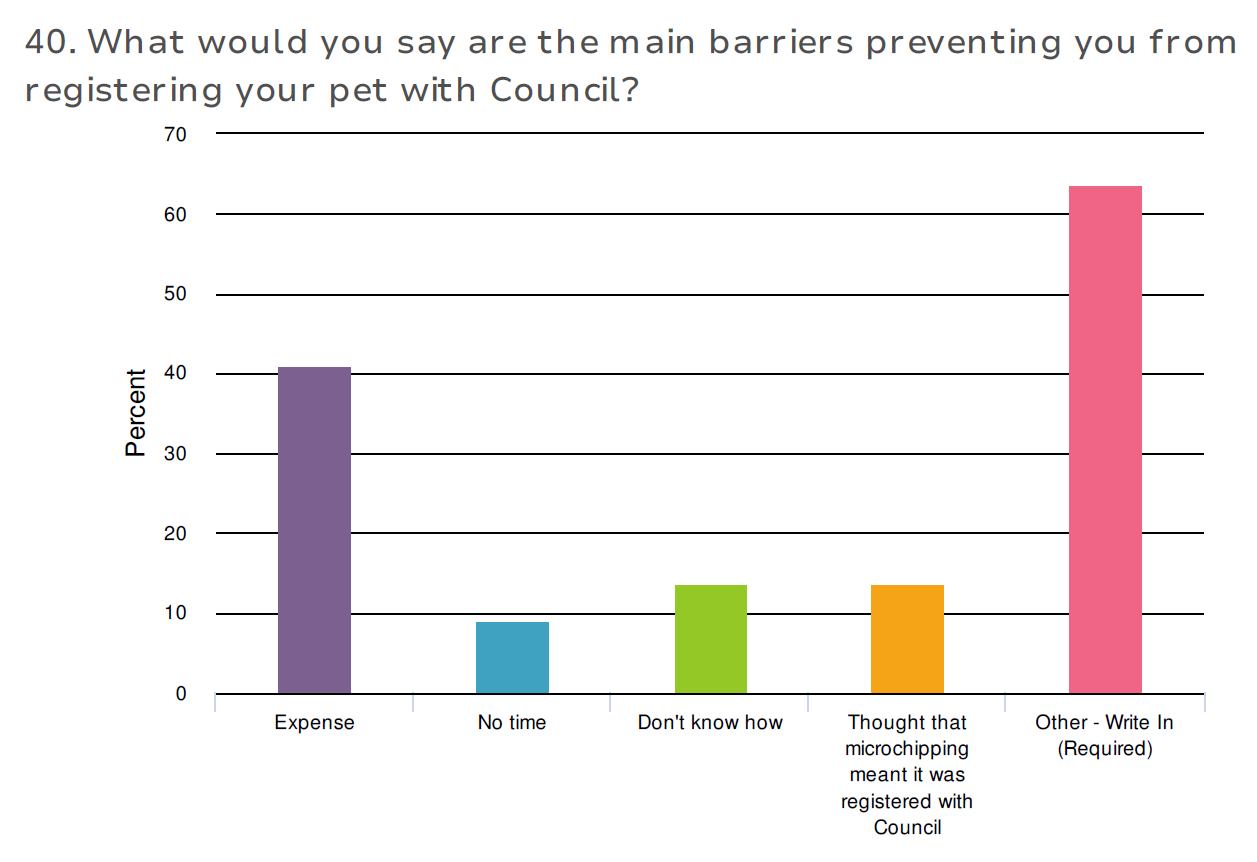 40. What would you say are the main barriers preventing you from
registering your pet with Council?
70
60
50
40
30
20
10
0
Percent
Expense
No time
Don't know how
Thought that
microchipping
meant it was
registered with
Council
Other - Write In
(Required)